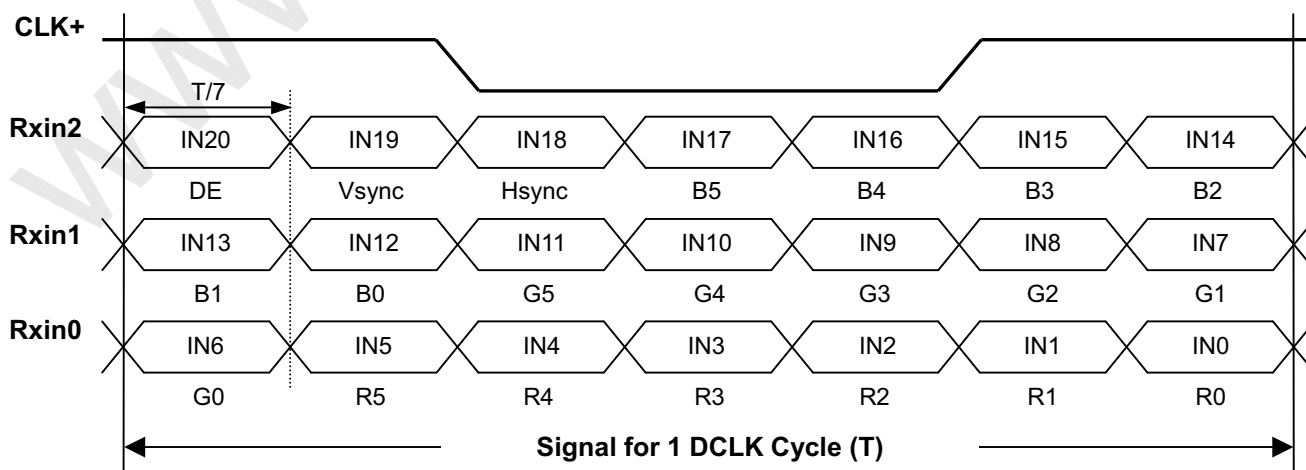 CLK+
T/7
Rxin2 IN20 IN19 IN18 IN17 IN16 IN15 IN14
DE Vsync Hsync B5 B4 B3 B2
Rxin1 IN13 IN12 IN11 IN10 IN9 IN8 IN7
B1 B0 G5 G4 G3 G2 G1
Rxin0 IN6 IN5 IN4 IN3 IN2 IN1 IN0
G0 R5 R4 R3 R2 R1 R0
Signal for 1 DCLK Cycle (T)